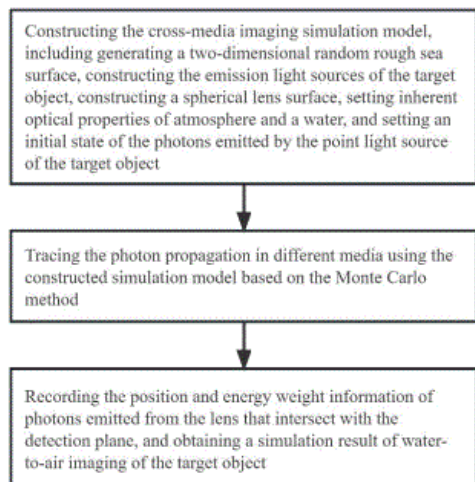 Constructing the cross-media imaging simulation model,
including generating a two-dimensional random rough sea
surface, constructing the emission light sources of the target
object, constructing a spherical lens surface, setting inherent
optical properties of atmosphere and a water, and setting an
initial state of the photons emitted by the point light source
of the target object
Tracing the photon propagation in different media using the
constructed simulation model based on the Monte Carlo
method
Recording the position and energy weight information of
photons emitted from the lens that intersect with the
detection plane, and obtaining a simulation result of water-
to-air imaging of the target object